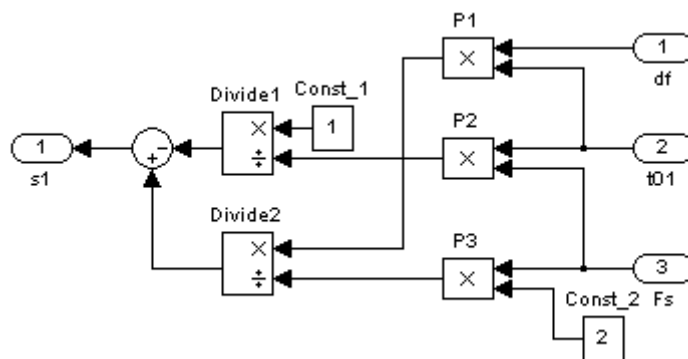 P1
1
×
df
Divide1
Const_1
×
1
P2
1
−
+
÷
×
2
s1
t01
Divide2
P3
×
3
÷
×
Const_2
Fs
2